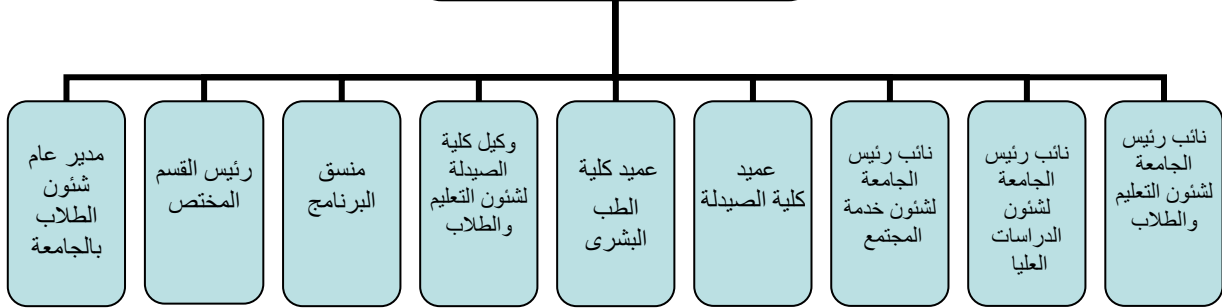 نائب رئيس
الجامعة
لشئون التعليم
والطلاب
نائب رئيس
الجامعة
لشئون
الدراسات
العليا
نائب رئيس
الجامعة
لشئون خدمة
المجتمع
عميد
كلية الصيدلة
عميد كلية
الطب
البشرى
وكيل كلية
الصيدلة
لشئون التعليم
والطلاب
منسق
البرنامج
رئيس القسم
المختص
مدير عام
شئون
الطلاب
بالجامعة